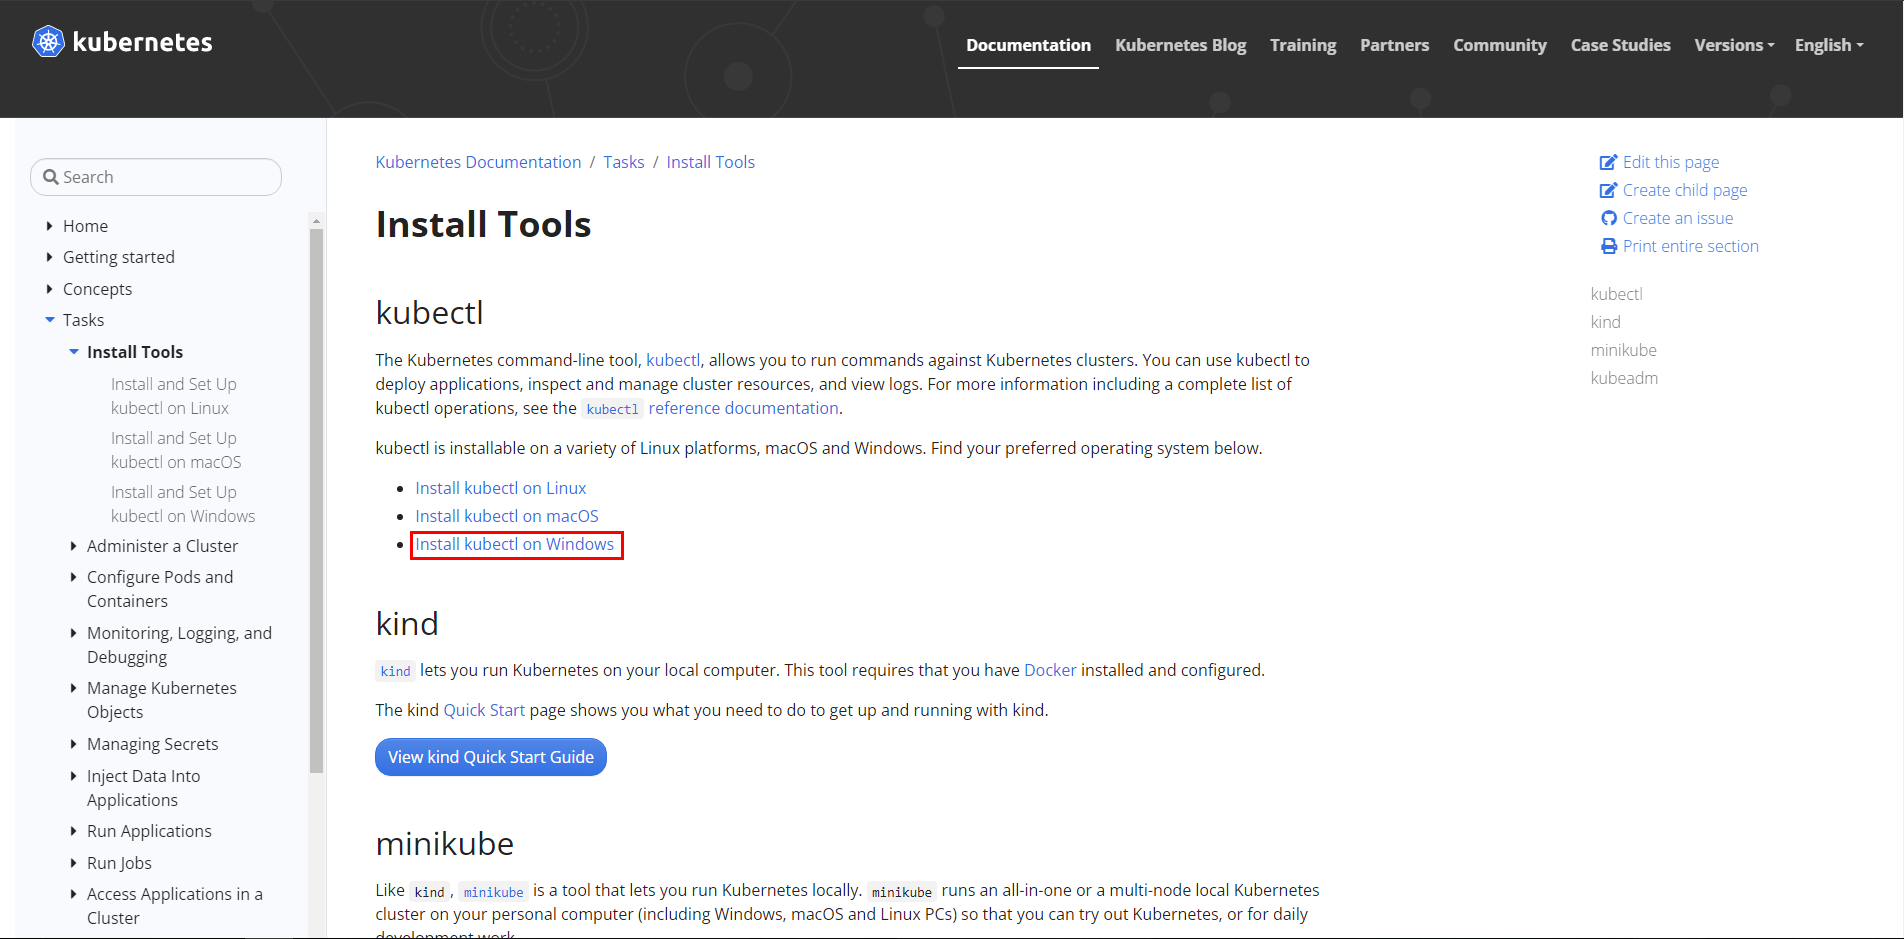 kubernetes
Documentation
Kubernetes Blog
Training
Partners
Community
Case Studies
Versions
English
Search
Home
Getting started
Concepts
Tasks
Install Tools
Install and Set Up
kubectl on Linux
Install and Set Up
kubectl on macOS
Install and Set Up
kubectl on Windows
Administer a Cluster
Configure Pods and
Containers
Monitoring, Logging, and
Debugging
Manage Kubernetes
Objects
Managing Secrets
Inject Data Into
Applications
Run Applications
Run Jobs
Access Applications in a
Cluster
Kubernetes Documentation / Tasks / Install Tools
Install Tools
kubectl
The Kubernetes command-line tool, kubectl, allows you to run commands against Kubernetes clusters. You can use kubectl to
deploy applications, inspect and manage cluster resources, and view logs. For more information including a complete list of
kubectl operations, see the kubectl reference documentation.
kubectl is installable on a variety of Linux platforms, macOS and Windows. Find your preferred operating system below.
Install kubectl on Linux
Install kubectl on macOS
Install kubectl on Windows
kind
kind lets you run Kubernetes on your local computer. This tool requires that you have Docker installed and configured.
The kind Quick Start page shows you what you need to do to get up and running with kind.
View kind Quick Start Guide
minikube
Like kind, minikube is a tool that lets you run Kubernetes locally. minikube runs an all-in-one or a multi-node local Kubernetes
cluster on your personal computer (including Windows, macOS and Linux PCs) so that you can try out Kubernetes, or for daily
development work.
Edit this page
Create child page
Create an issue
Print entire section
kubectl
kind
minikube
kubeadm